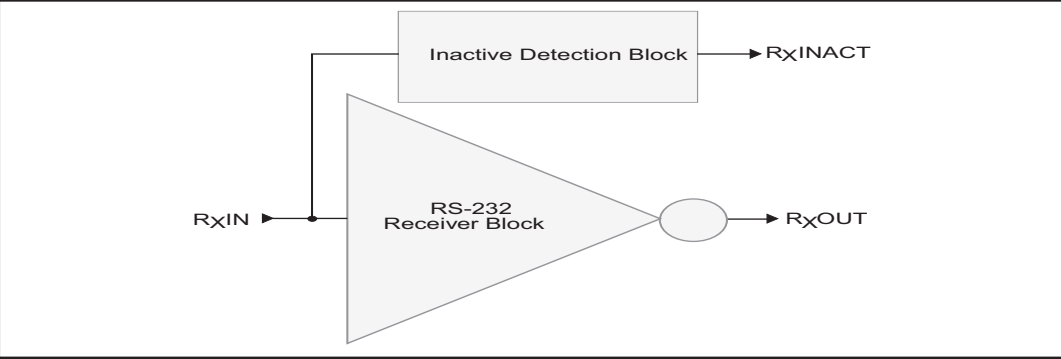 Inactive Detection Block
RXINACT
RXIN
RS-232
Receiver Block
RXOUT